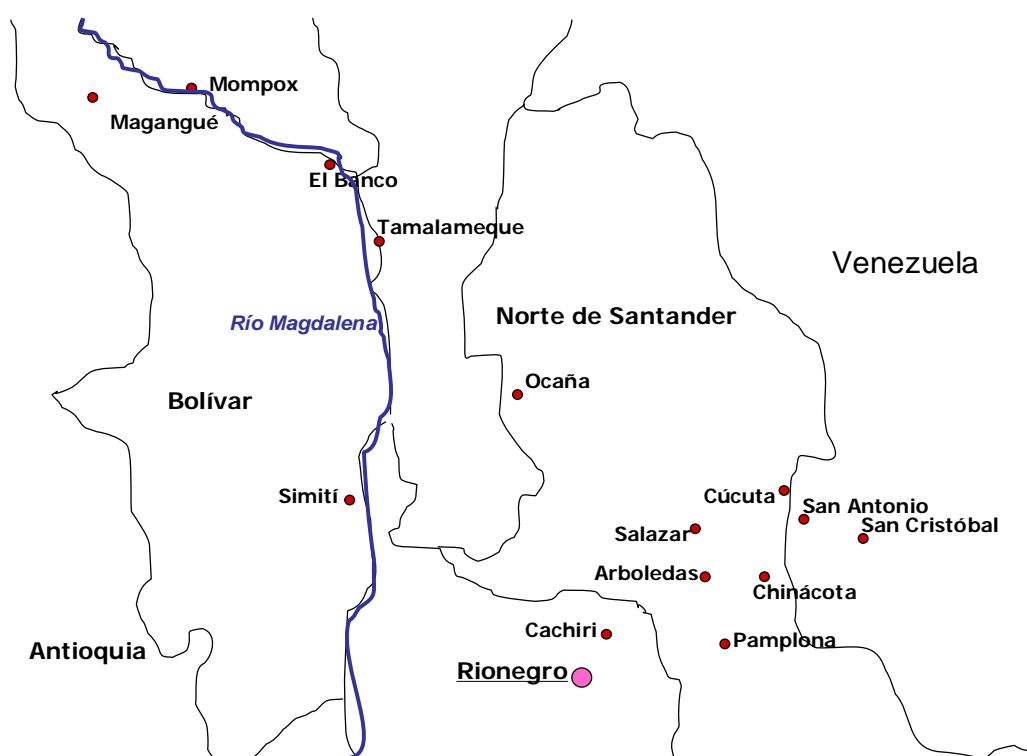 Mompox
Magangué
El Banco
Tamalameque
Venezuela
Norte de Santander
Río Magdalena
Ocaña
Bolívar
Simití
Cúcuta
San Antonio
San Cristóbal
Salazar
Arboledas
Chinácota
Cachiri
Pamplona
Antioquia
Rionegro